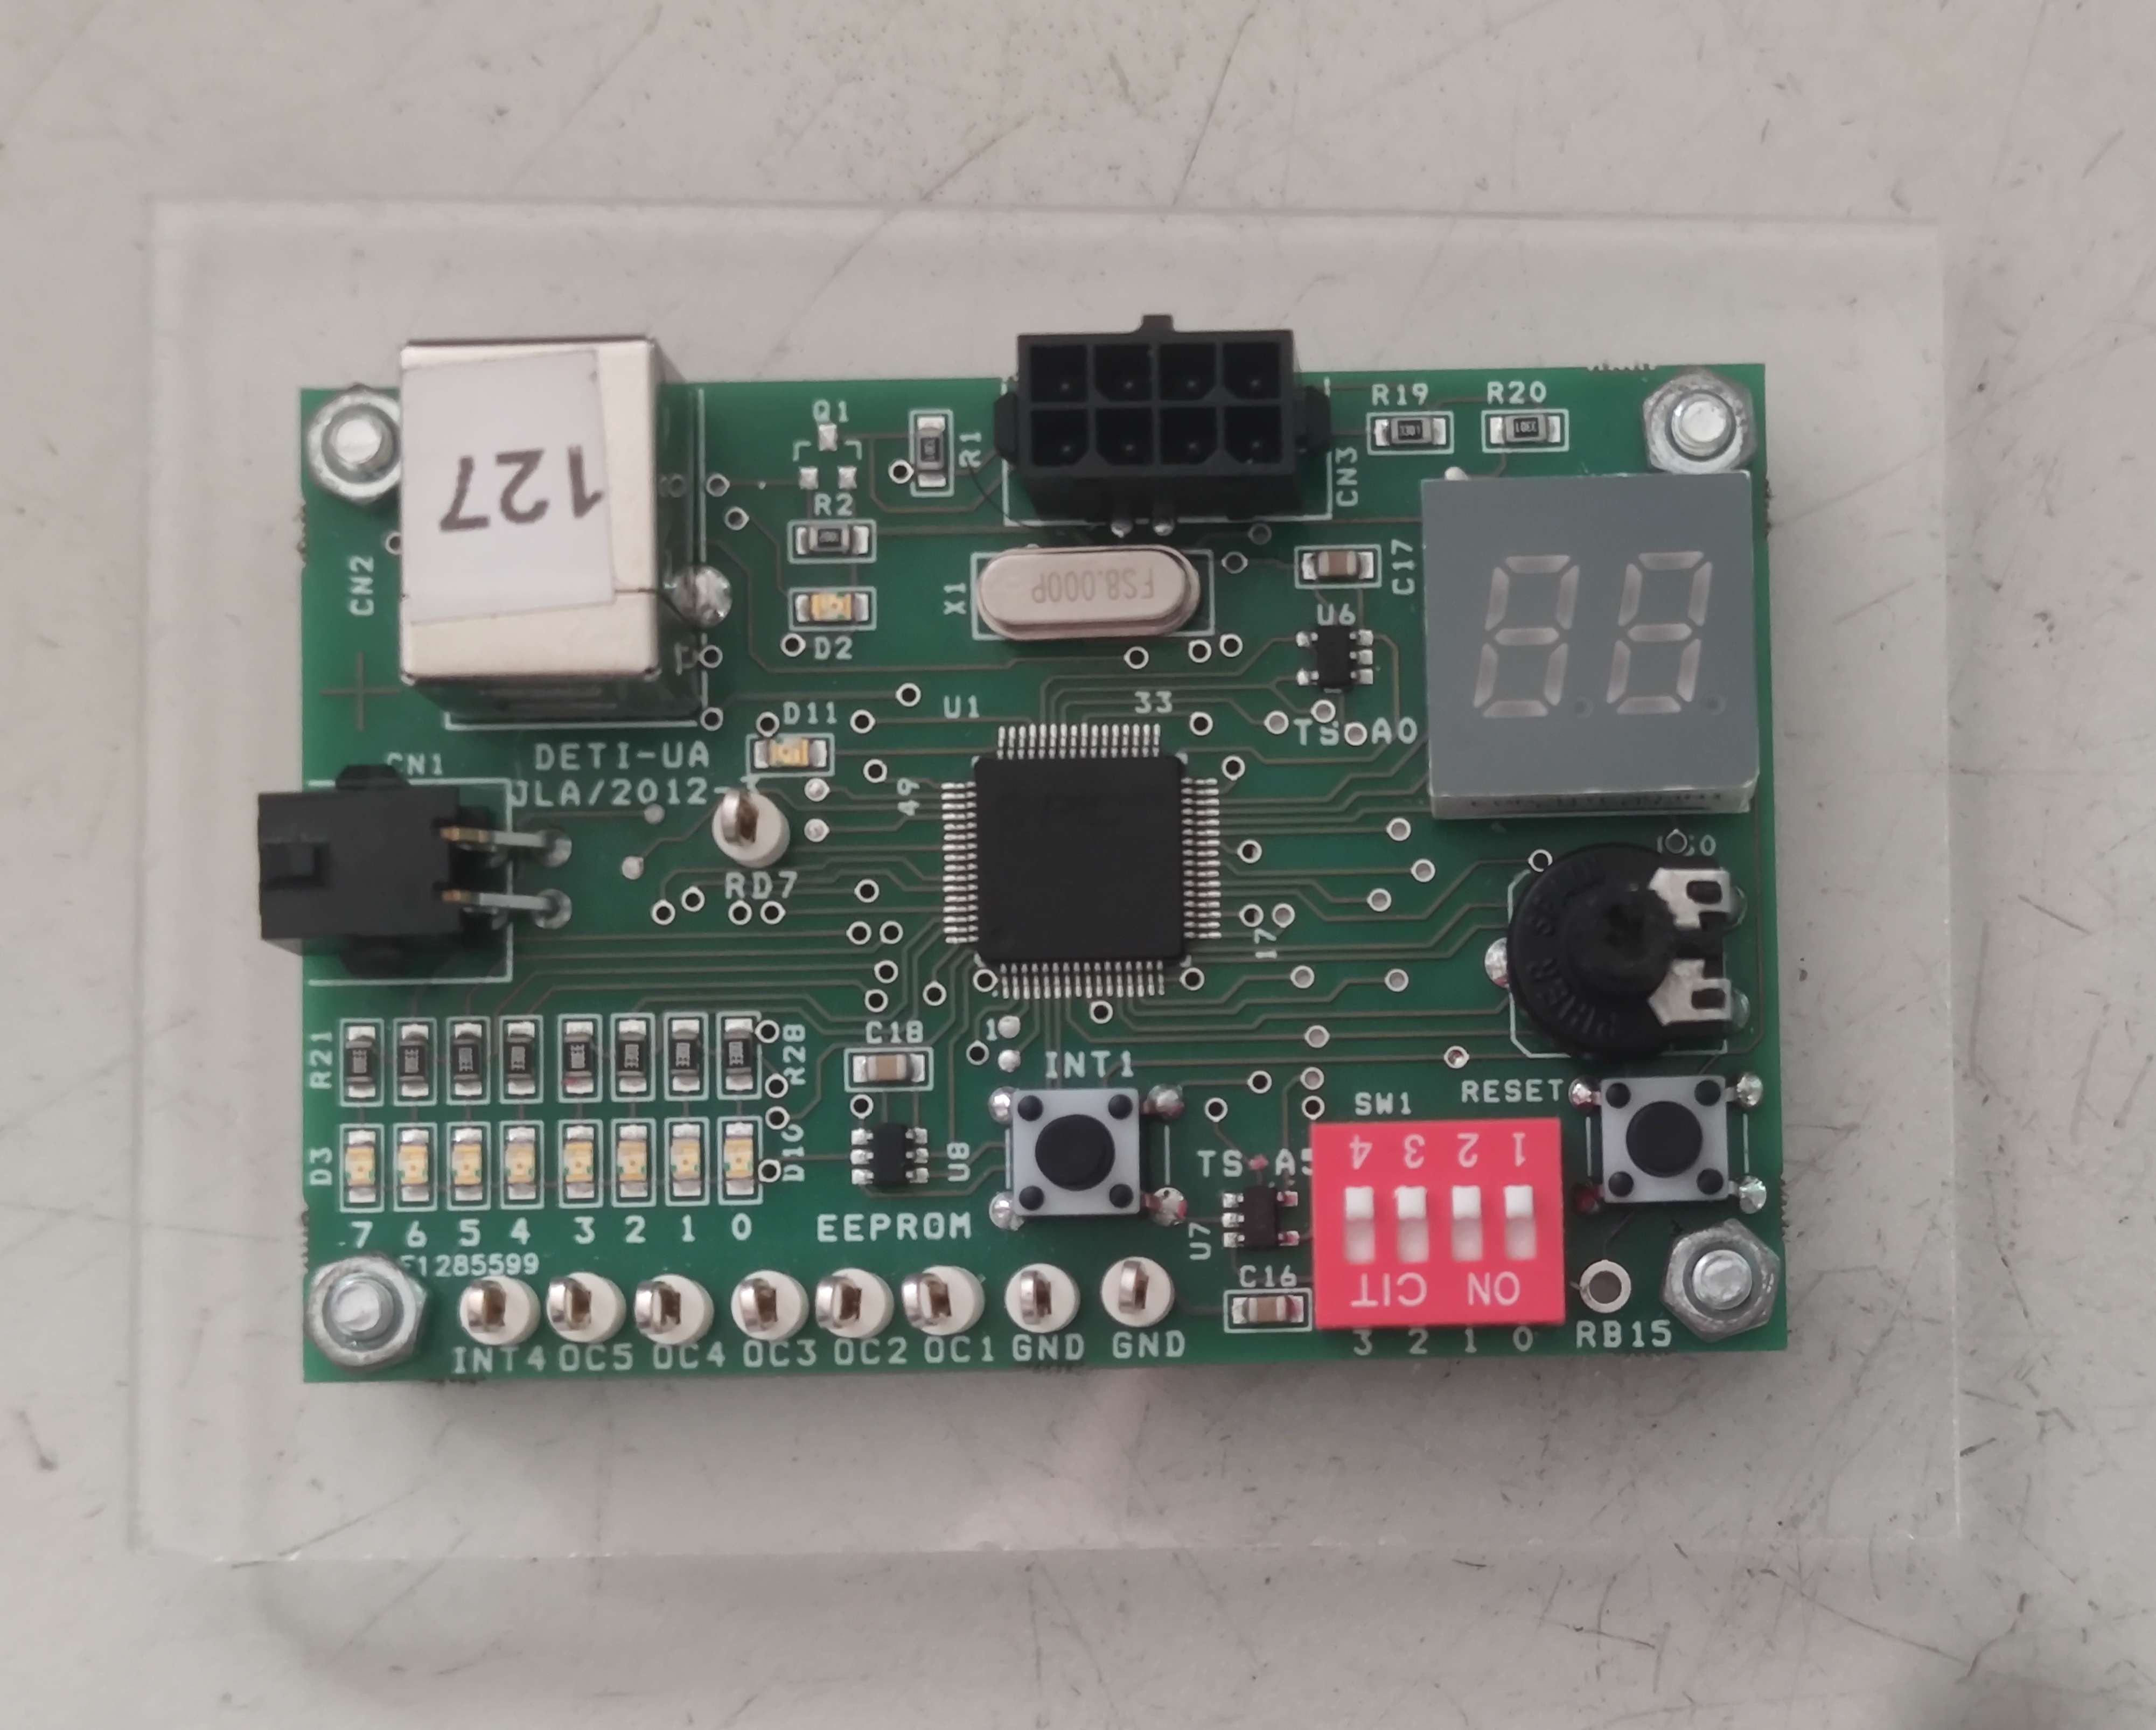 127
Q1
R1
R2
D2
CN2
X1
FS8.000P
CN3
R19
R20
C17
U6
D11
U1
33
TS
A0
DETI-UA
JLA/2012-
CN1
49
RD7
17
PIHER
R21
R28
C18
1
INT1
RESET
SW1
4 3 2 1
CIT
ON
D3
D10
U8
TS
A5
U7
7 6 5 4 3 2 1 0
EEPROM
C16
INT4 OC5 OC4 OC3 OC2 OC1 GND GND
3 2 1 0
RB15